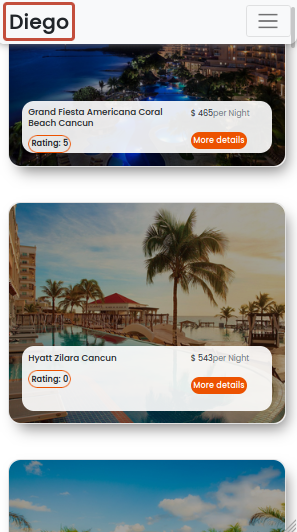 Diego
Grand Fiesta Americana Coral
Beach Cancun
$ 465per Night
Rating: 5
More details
Hyatt Zilara Cancun
$ 543per Night
Rating: 0
More details